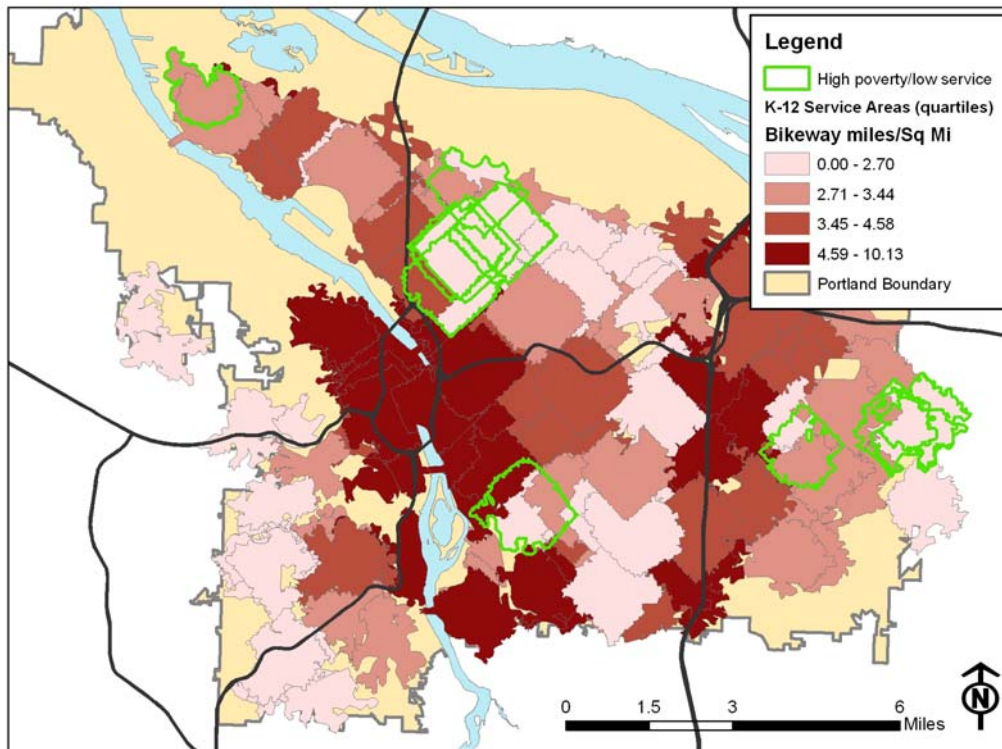 Legend
High poverty/low service
K-12 Service Areas (quartiles)
Bikeway miles/Sq Mi
0.00 - 2.70
2.71 - 3.44
3.45 - 4.58
4.59 - 10.13
Portland Boundary
N
0 1.5 3 6
Miles